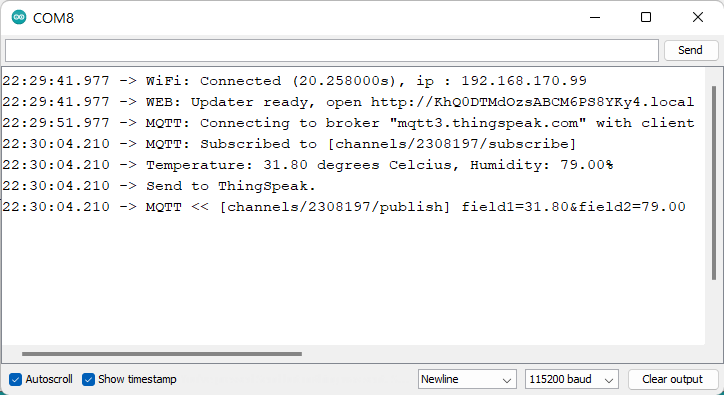 COM8
Send
22:29:41.977 -> WiFi: Connected (20.258000s), ip : 192.168.170.99
22:29:41.977 -> WEB: Updater ready, open http://KhQ0DTMdOzsABCM6PS8YKy4.local
22:29:51.977 -> MQTT: Connecting to broker "mqtt3.thingspeak.com" with client
22:30:04.210 -> MQTT: Subscribed to [channels/2308197/subscribe]
22:30:04.210 -> Temperature: 31.80 degrees Celcius, Humidity: 79.00%
22:30:04.210 -> Send to ThingSpeak.
22:30:04.210 -> MQTT << [channels/2308197/publish] field1=31.80&field2=79.00
Autoscroll Show timestamp Newline 115200 baud Clear output